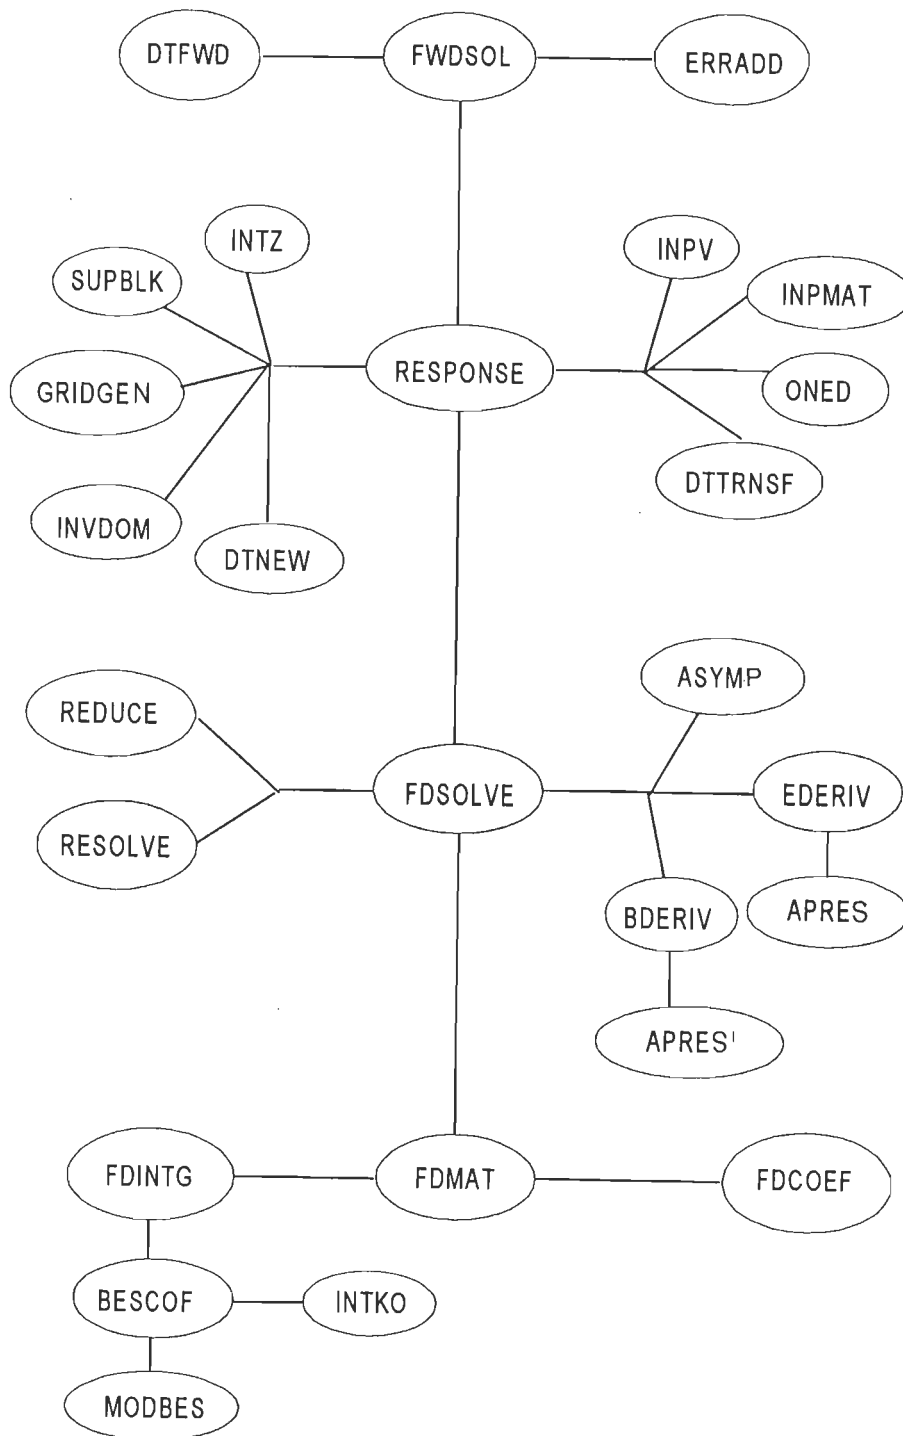 DTFWD
FWDSOL
ERRADD
INTZ
INPV
SUPBLK
INPMAT
RESPONSE
GRIDGEN
ONED
DTTRNSF
INVDOM
DTNEW
ASYMP
REDUCE
FDSOLVE
EDERIV
RESOLVE
BDERIV
APRES
APRES'
FDINTG
FDMAT
FDCOEF
BESCOF
INTKO
MODBES